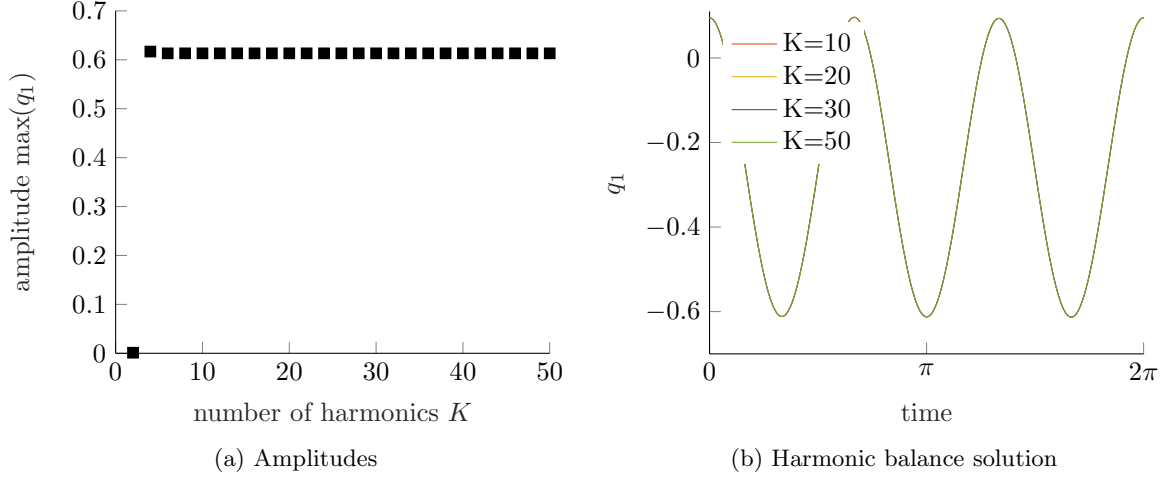 0.7
0.6
0.5
0.4
0.3
0.2
0.1
0
0 10 20 30 40 50
amplitude max(q₁)
number of harmonics K
(a) Amplitudes
K=10
K=20
K=30
K=50
0
−0.2
−0.4
−0.6
q₁
0 π 2π
time
(b) Harmonic balance solution